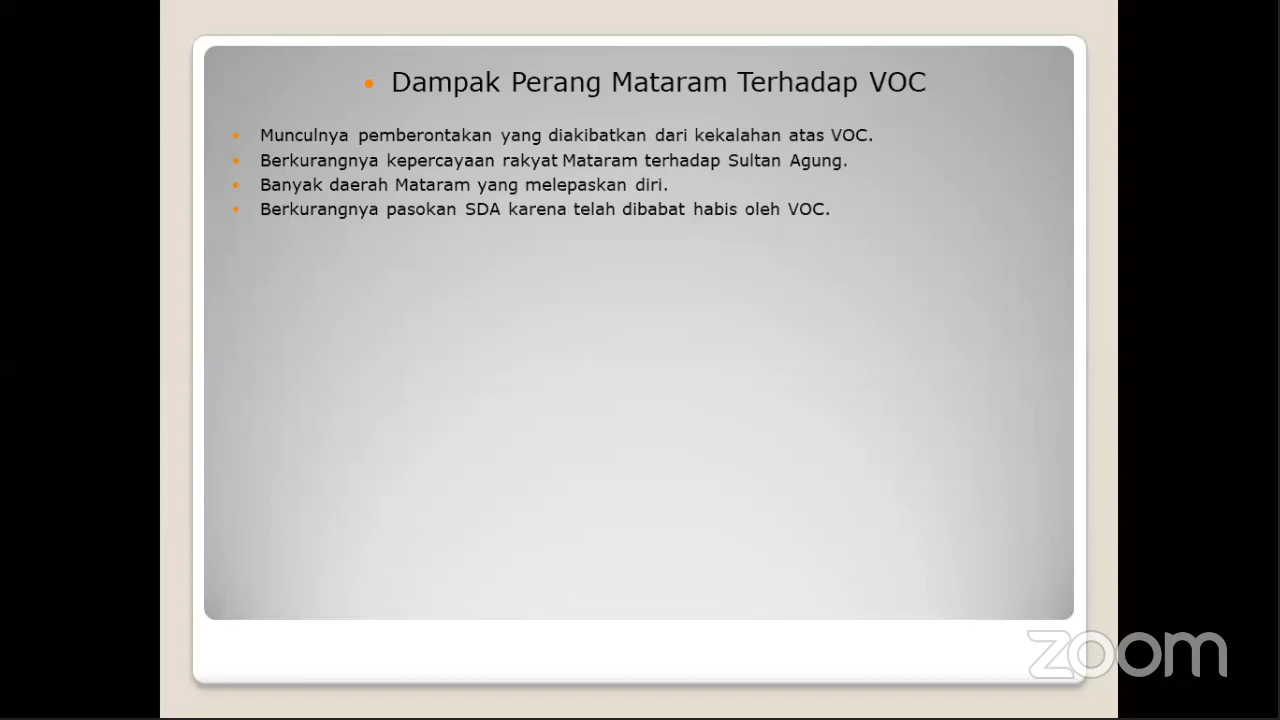 Dampak Perang Mataram Terhadap VOC
Munculnya pemberontakan yang diakibatkan dari kekalahan atas VOC.
Berkurangnya kepercayaan rakyat Mataram terhadap Sultan Agung.
Banyak daerah Mataram yang melepaskan diri.
Berkurangnya pasokan SDA karena telah dibabat habis oleh VOC.
zoom